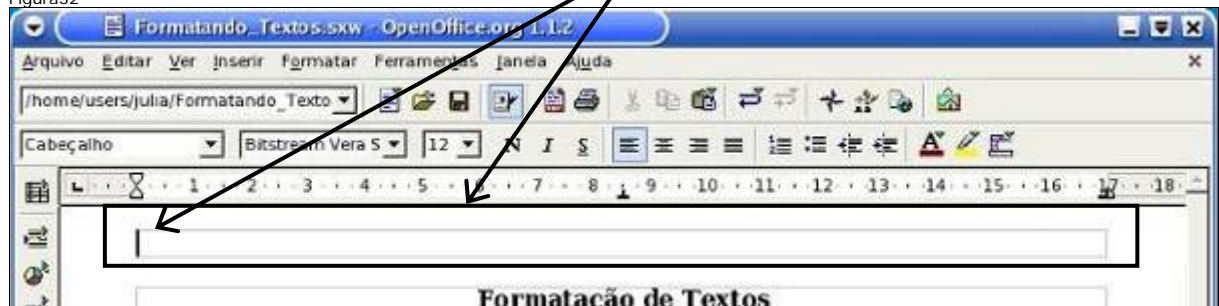 Figura32
Formatando_Textos.sxw - OpenOffice.org 1.1.2
Arquivo Editar Ver Inserir Formatar Ferramentas Janela Ajuda
/home/users/julia/Formatando_Texto
Cabeçalho Bitstream Vera S 12 N I S
1 2 3 4 5 6 7 8 9 10 11 12 13 14 15 16 17 18
Formatação de Textos